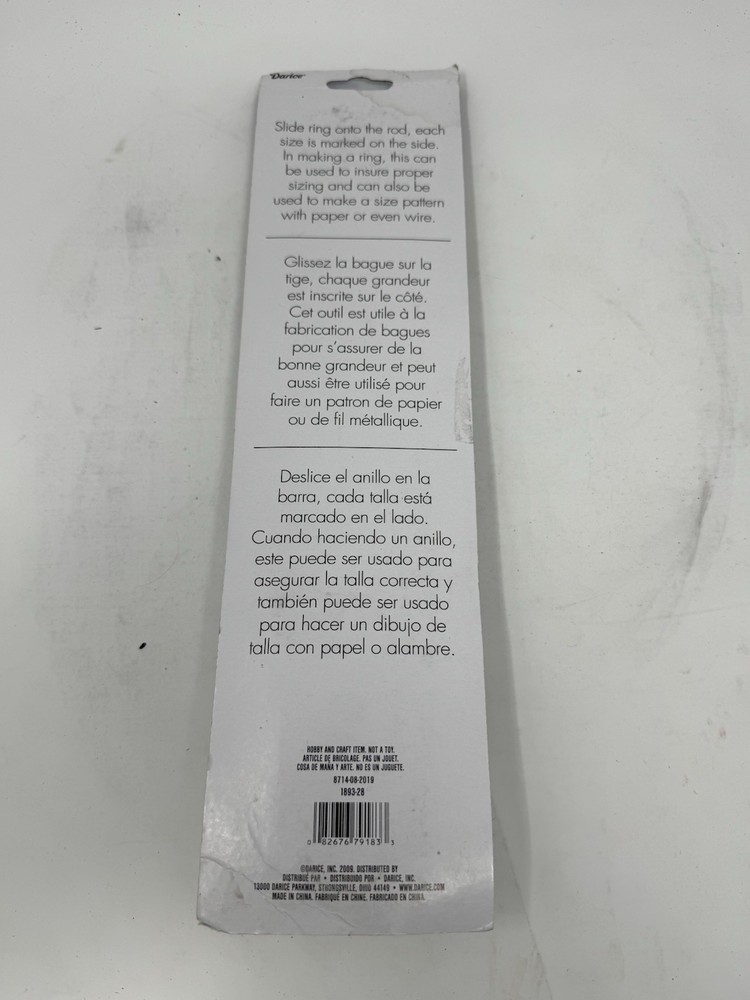 Darice
Slide ring onto the rod, each
size is marked on the side.
In making a ring, this can
be used to insure proper
sizing and can also be
used to make a size pattern
with paper or even wire.
Glissez la bague sur la
tige, chaque grandeur
est inscrite sur le côté.
Cet outil est utile à la
fabrication de bagues
pour s'assurer de la
bonne grandeur et peut
aussi être utilisé pour
faire un patron de papier
ou de fil métallique.
Deslice el anillo en la
barra, cada talla está
marcado en el lado.
Cuando haciendo un anillo,
este puede ser usado para
asegurar la talla correcta y
también puede ser usado
para hacer un dibujo de
talla con papel o alambre.
HOBBY AND CRAFT ITEM. NOT A TOY.
ARTICLE DE BRICOLAGE. PAS UN JOUET.
COSA DE MAÑA Y ARTE. NO ES UN JUGUETE.
8714-08-2019
1893-28
0 82676 79183 3
©DARICE, INC. 2009. DISTRIBUTED BY
DISTRIBUÉ PAR • DISTRIBUIDO POR • DARICE, INC.
13000 DARICE PARKWAY, STRONGSVILLE, OHIO 44149 • WWW.DARICE.COM
MADE IN CHINA. FABRIQUÉ EN CHINE. FABRICADO EN CHINA.